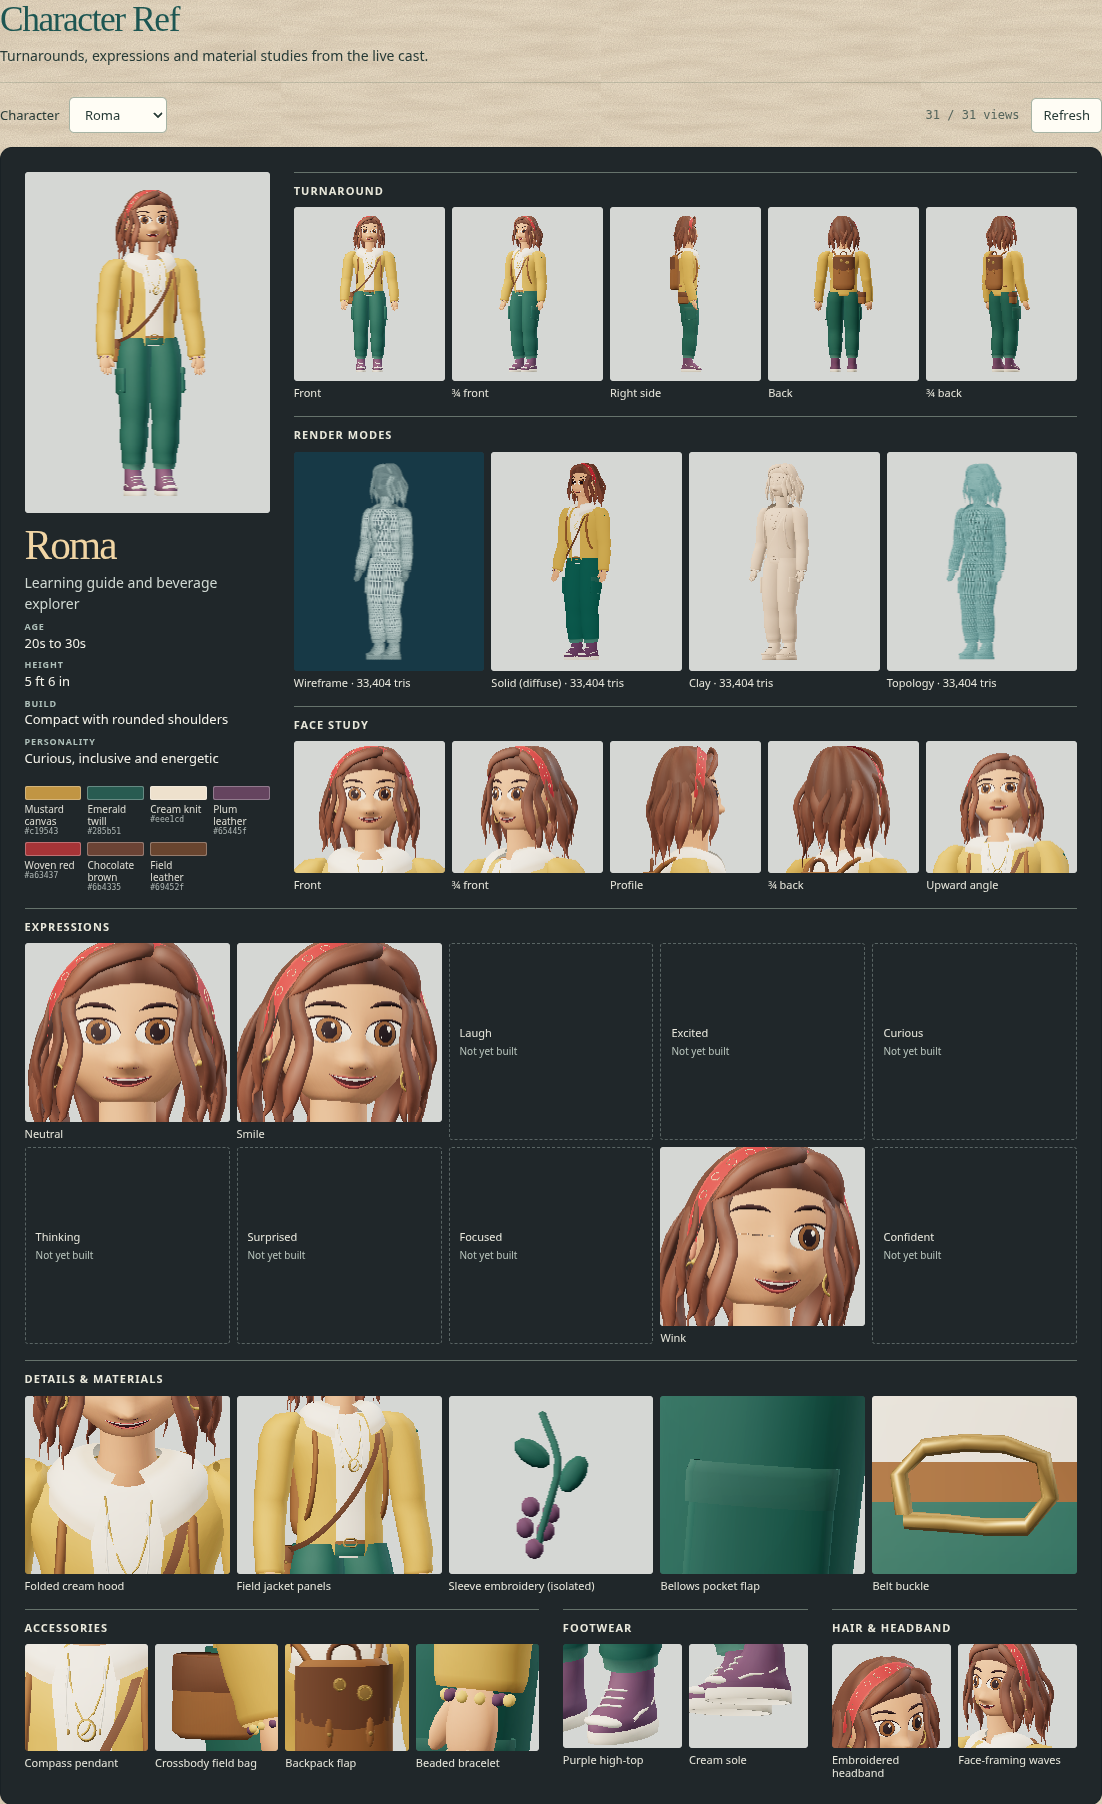 Character Ref
Turnarounds, expressions and material studies from the live cast.
Character
Roma
31 / 31 views
Refresh
Roma
Learning guide and beverage
explorer
AGE
20s to 30s
HEIGHT
5 ft 6 in
BUILD
Compact with rounded shoulders
PERSONALITY
Curious, inclusive and energetic
Mustard
canvas
#c19543
Emerald
twill
#285b51
Cream knit
#eee1cd
Plum
leather
#65445f
Woven red
#a63437
Chocolate
brown
#6b4335
Field
leather
#69452f
TURNAROUND
Front
¾ front
Right side
Back
¾ back
RENDER MODES
Wireframe · 33,404 tris
Solid (diffuse) · 33,404 tris
Clay · 33,404 tris
Topology · 33,404 tris
FACE STUDY
Front
¾ front
Profile
¾ back
Upward angle
EXPRESSIONS
Neutral
Smile
Laugh
Not yet built
Excited
Not yet built
Curious
Not yet built
Thinking
Not yet built
Surprised
Not yet built
Focused
Not yet built
Wink
Confident
Not yet built
DETAILS & MATERIALS
Folded cream hood
Field jacket panels
Sleeve embroidery (isolated)
Bellows pocket flap
Belt buckle
ACCESSORIES
Compass pendant
Crossbody field bag
Backpack flap
Beaded bracelet
FOOTWEAR
Purple high-top
Cream sole
HAIR & HEADBAND
Embroidered
headband
Face-framing waves